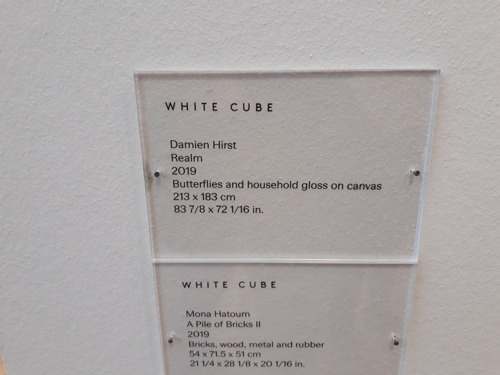 WHITE CUBE
Damien Hirst
Realm
2019
Butterflies and household gloss on canvas
213 x 183 cm
83 7/8 x 72 1/16 in.
WHITE CUBE
Mona Hatoum
A Pile of Bricks II
2019
Bricks, wood, metal and rubber
54 x 71.5 x 51 cm
21 1/4 x 28 1/8 x 20 1/16 in.